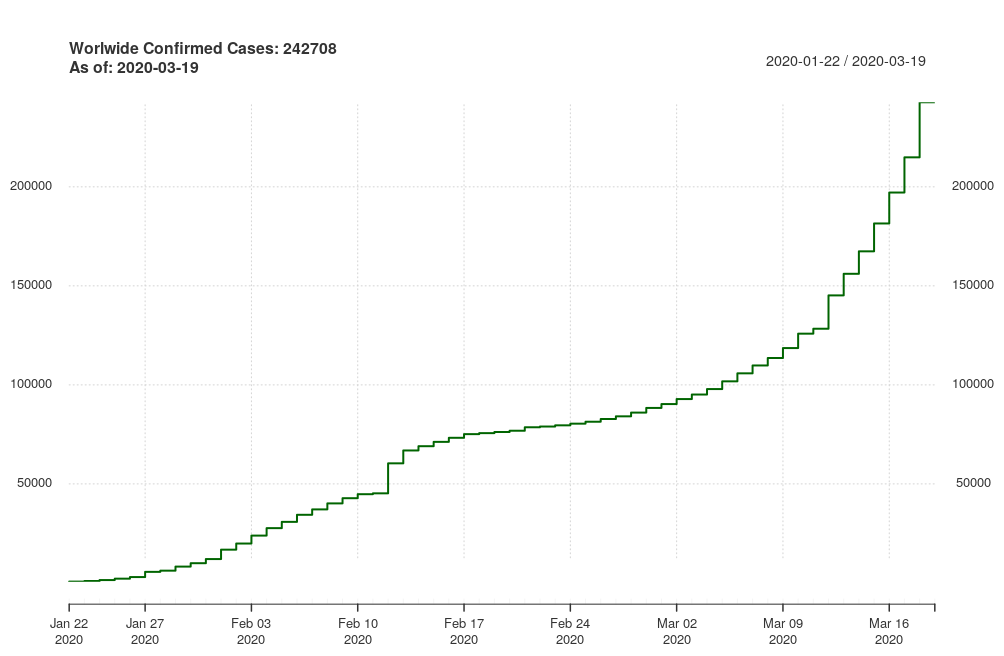 Worlwide Confirmed Cases: 242708
As of: 2020-03-19
2020-01-22 / 2020-03-19
200000 200000
150000 150000
100000 100000
50000 50000
Jan 22 Jan 27 Feb 03 Feb 10 Feb 17 Feb 24 Mar 02 Mar 09 Mar 16
2020 2020 2020 2020 2020 2020 2020 2020 2020